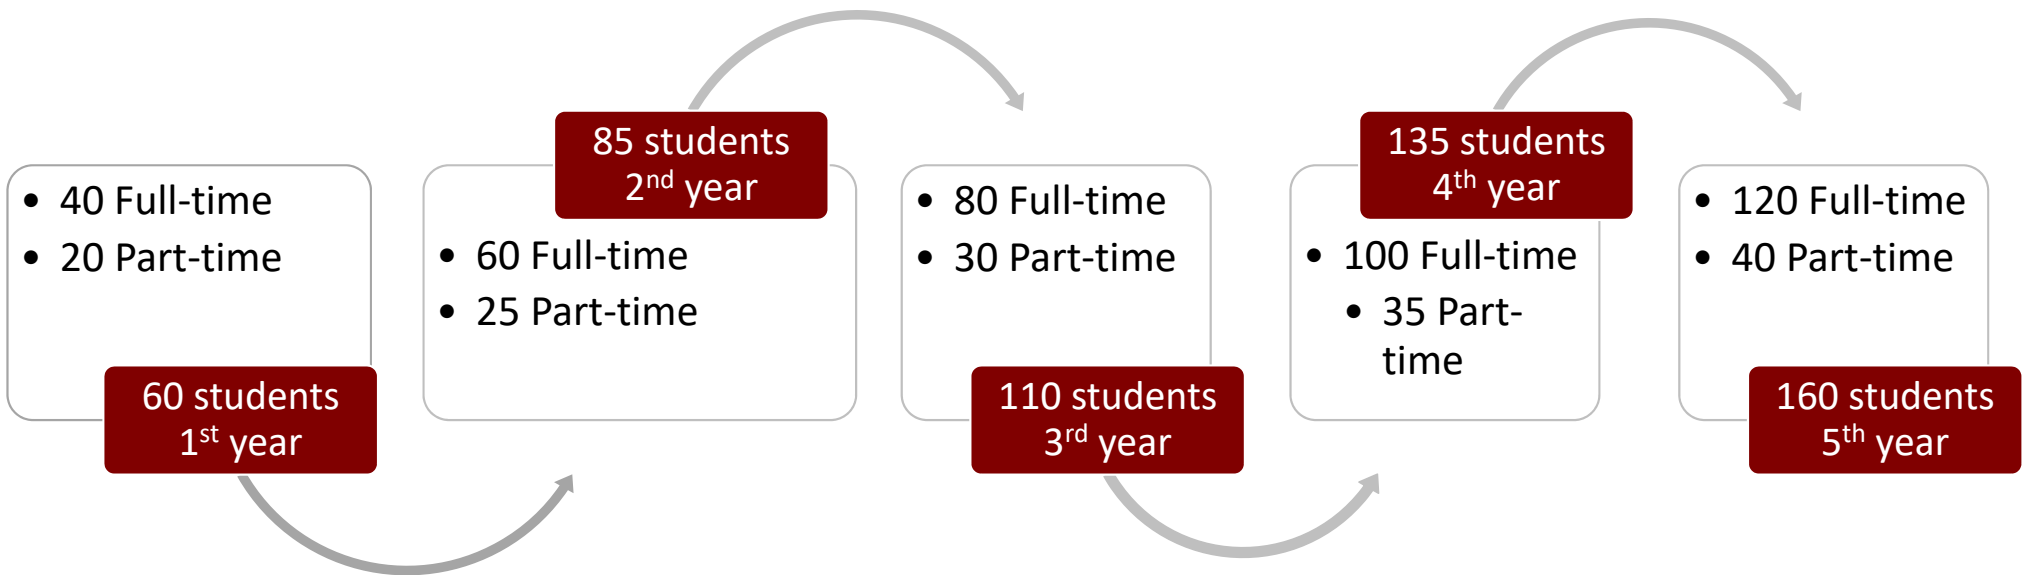 • 40 Full-time
• 20 Part-time
60 students
1st year
85 students
2nd year
• 60 Full-time
• 25 Part-time
• 80 Full-time
• 30 Part-time
110 students
3rd year
135 students
4th year
• 100 Full-time
• 35 Part-
time
• 120 Full-time
• 40 Part-time
160 students
5th year